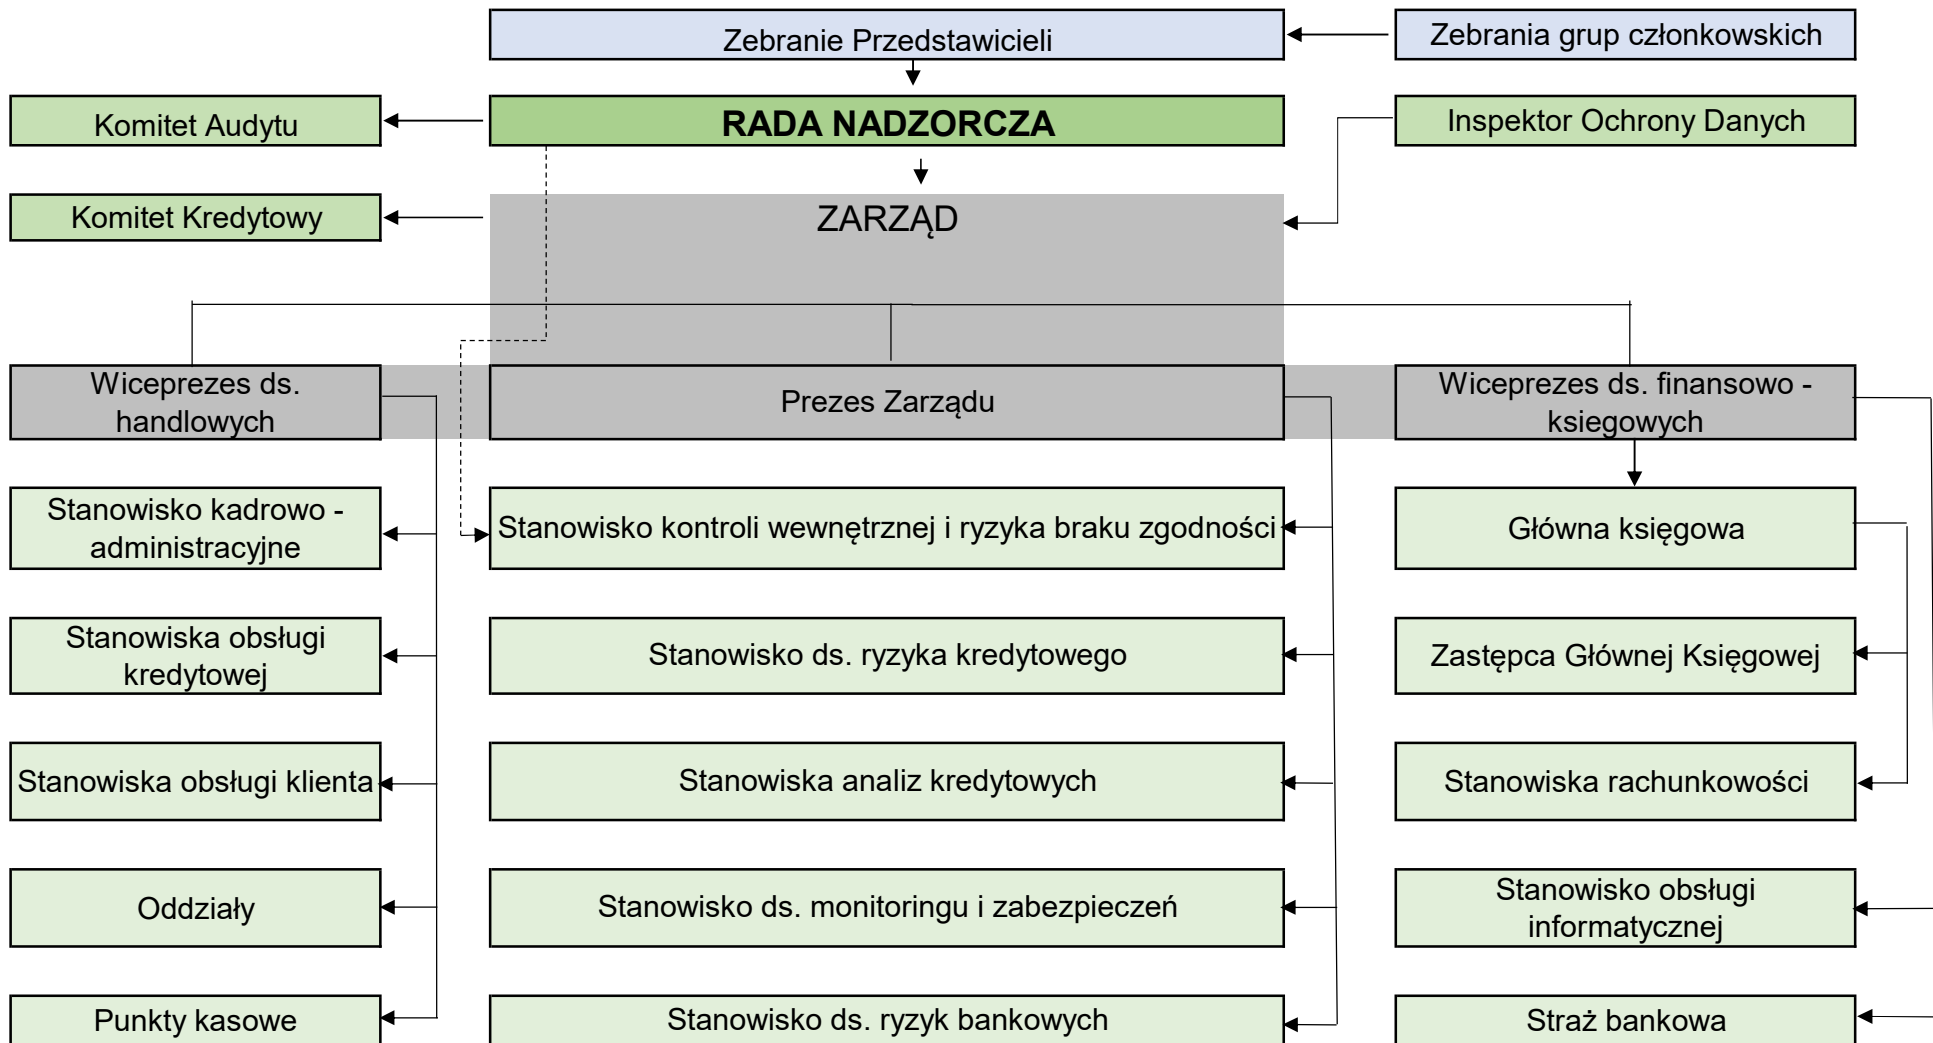 Zebranie Przedstawicieli
Zebrania grup członkowskich
Komitet Audytu
RADA NADZORCZA
Inspektor Ochrony Danych
Komitet Kredytowy
ZARZĄD
Wiceprezes ds.
handlowych
Prezes Zarządu
Wiceprezes ds. finansowo -
ksiegowych
Stanowisko kadrowo -
administracyjne
Stanowisko kontroli wewnętrznej i ryzyka braku zgodności
Główna księgowa
Stanowiska obsługi
kredytowej
Stanowisko ds. ryzyka kredytowego
Zastępca Głównej Księgowej
Stanowiska obsługi klienta
Stanowiska analiz kredytowych
Stanowiska rachunkowości
Oddziały
Stanowisko ds. monitoringu i zabezpieczeń
Stanowisko obsługi
informatycznej
Punkty kasowe
Stanowisko ds. ryzyk bankowych
Straż bankowa